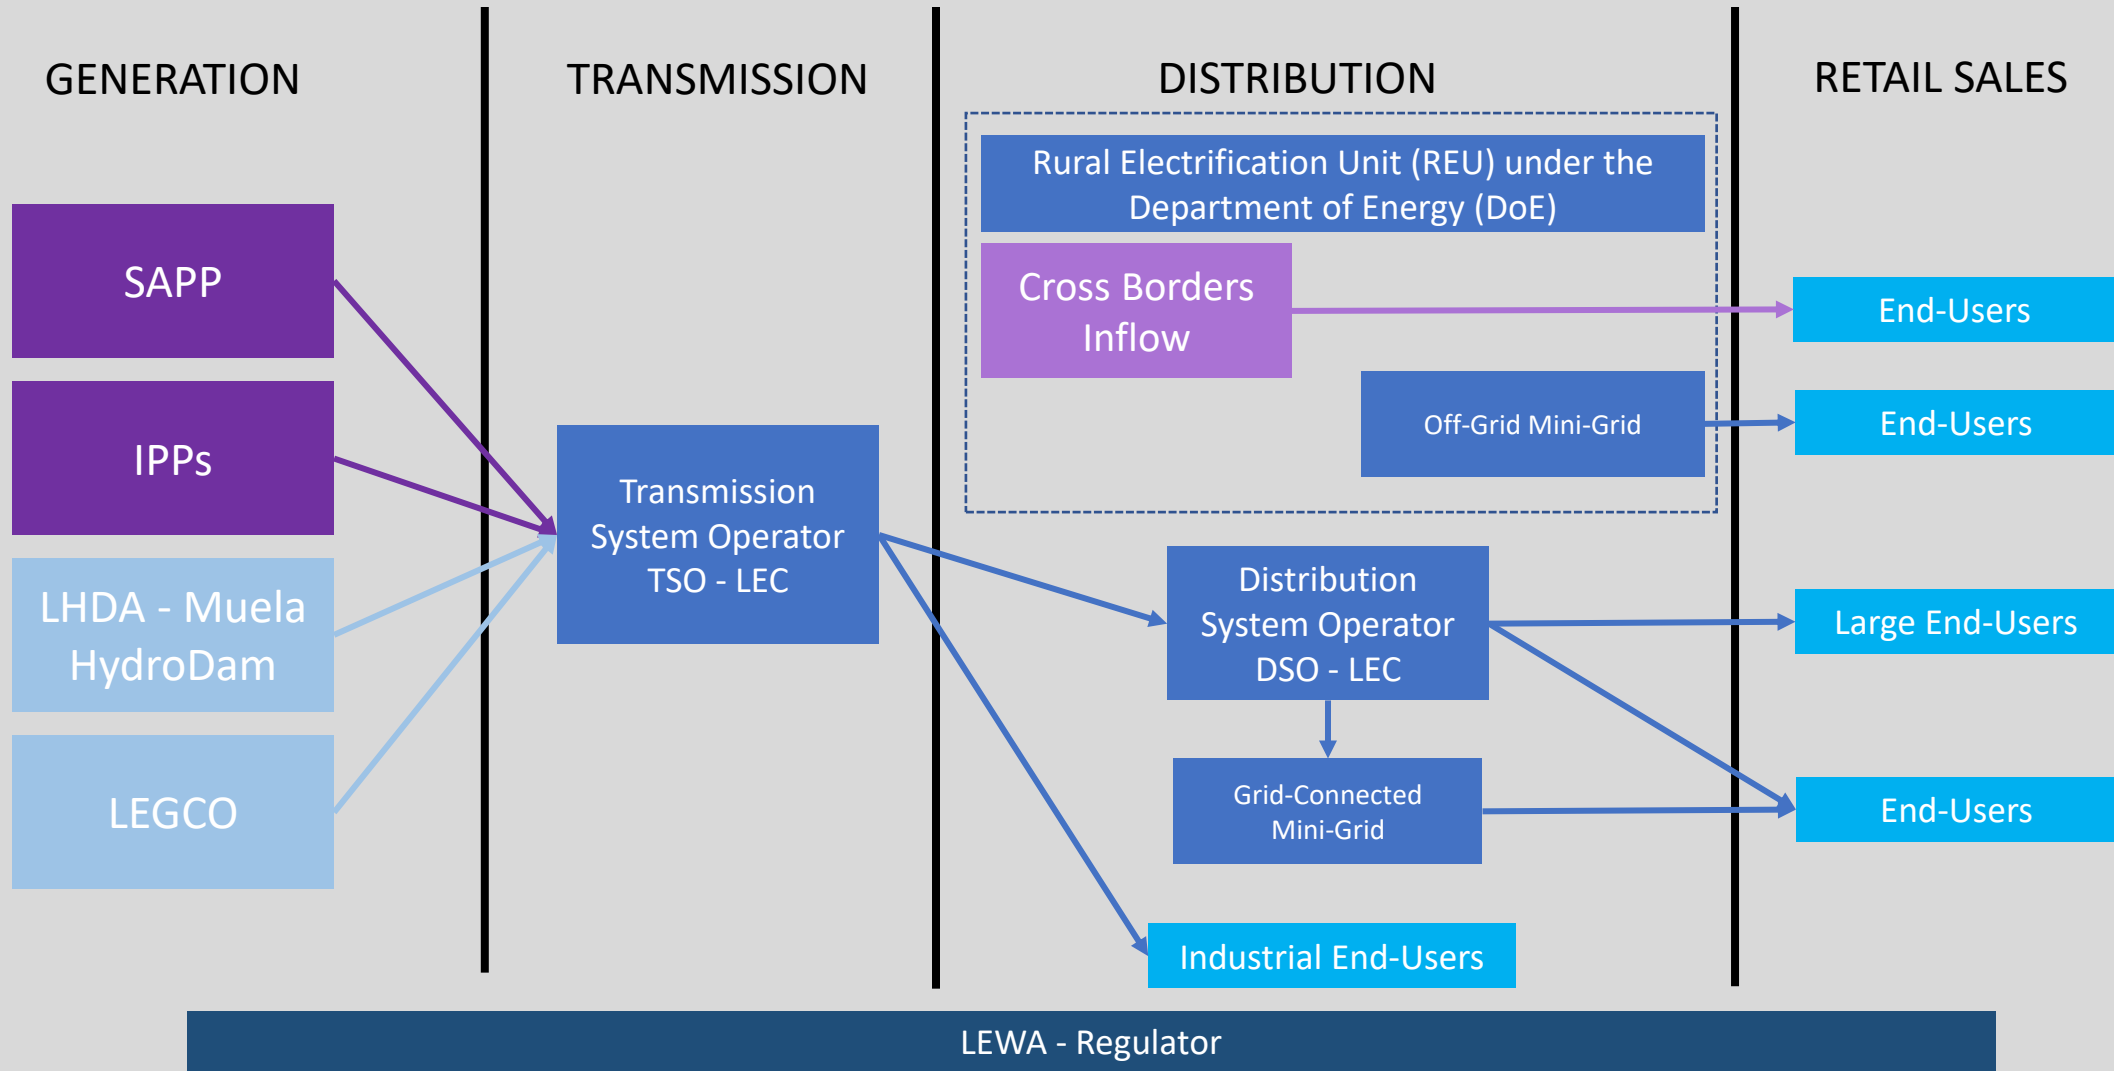 GENERATION
TRANSMISSION
DISTRIBUTION
RETAIL SALES
SAPP
IPPs
LHDA - Muela
HydroDam
LEGCO
Transmission
System Operator
TSO - LEC
Rural Electrification Unit (REU) under the
Department of Energy (DoE)
Cross Borders
Inflow
Off-Grid Mini-Grid
Distribution
System Operator
DSO - LEC
Grid-Connected
Mini-Grid
Industrial End-Users
End-Users
End-Users
Large End-Users
End-Users
LEWA - Regulator